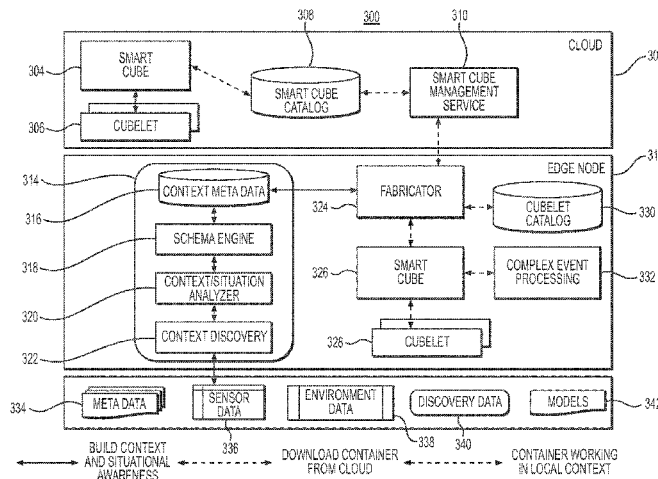 300
308
310
CLOUD
304
SMART
CUBE
SMART CUBE
CATALOG
SMART CUBE
MANAGEMENT
SERVICE
306
CUBELET
EDGE NODE
314
316
CONTEXT META DATA
FABRICATOR
324
CUBELET
CATALOG
330
318
SCHEMA ENGINE
320
CONTEXT/SITUATION
ANALYZER
326
SMART
CUBE
COMPLEX EVENT
PROCESSING
332
322
CONTEXT DISCOVERY
328
CUBELET
334
META DATA
SENSOR
DATA
ENVIRONMENT
DATA
DISCOVERY DATA
MODELS
342
336
338
340
BUILD CONTEXT
AND SITUATIONAL
AWARENESS
DOWNLOAD CONTAINER
FROM CLOUD
CONTAINER WORKING
IN LOCAL CONTEXT